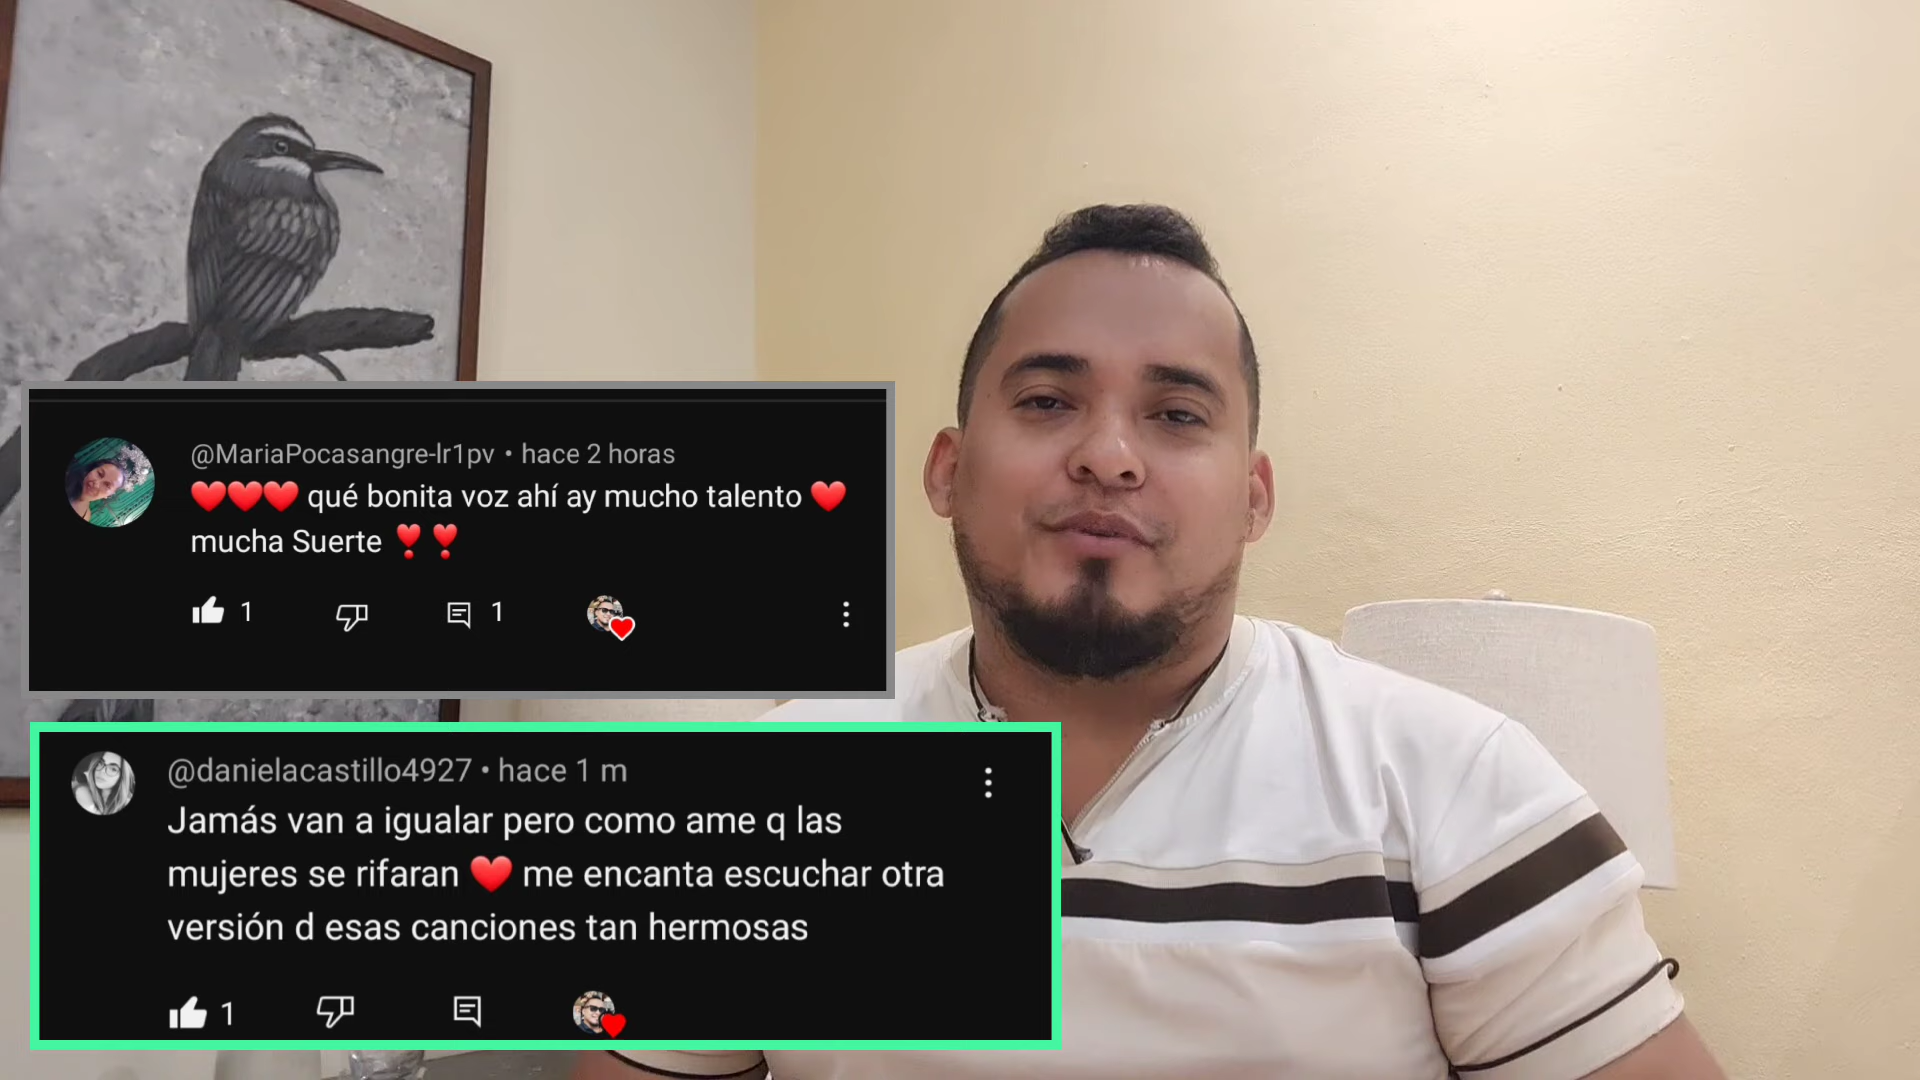 @MariaPocasangre-lr1pv • hace 2 horas
❤️❤️❤️ qué bonita voz ahí ay mucho talento ❤️
mucha Suerte ❣️❣️
1
1
@danielacastillo4927 • hace 1 m
Jamás van a igualar pero como ame q las
mujeres se rifaran ❤️ me encanta escuchar otra
versión d esas canciones tan hermosas
1